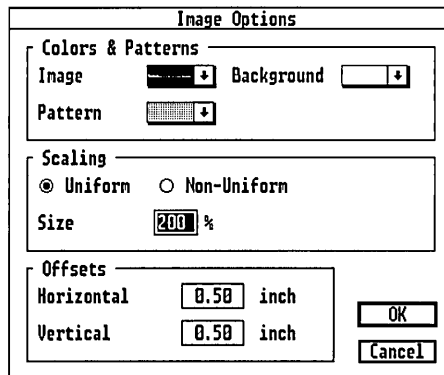 Image Options
Colors & Patterns
Image Background
Pattern
Scaling
Uniform Non-Uniform
Size 200 %
Offsets
Horizontal 0.50 inch
Vertical 0.50 inch
OK
Cancel